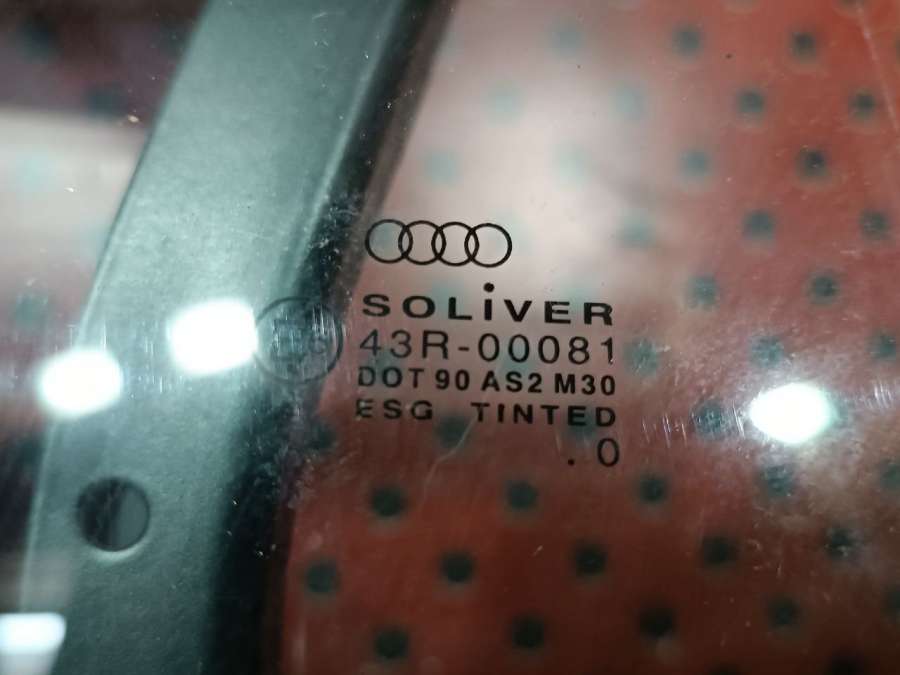 SOLiVER
43R-00081
DOT 90 AS2 M30
ESG TINTED
. 0